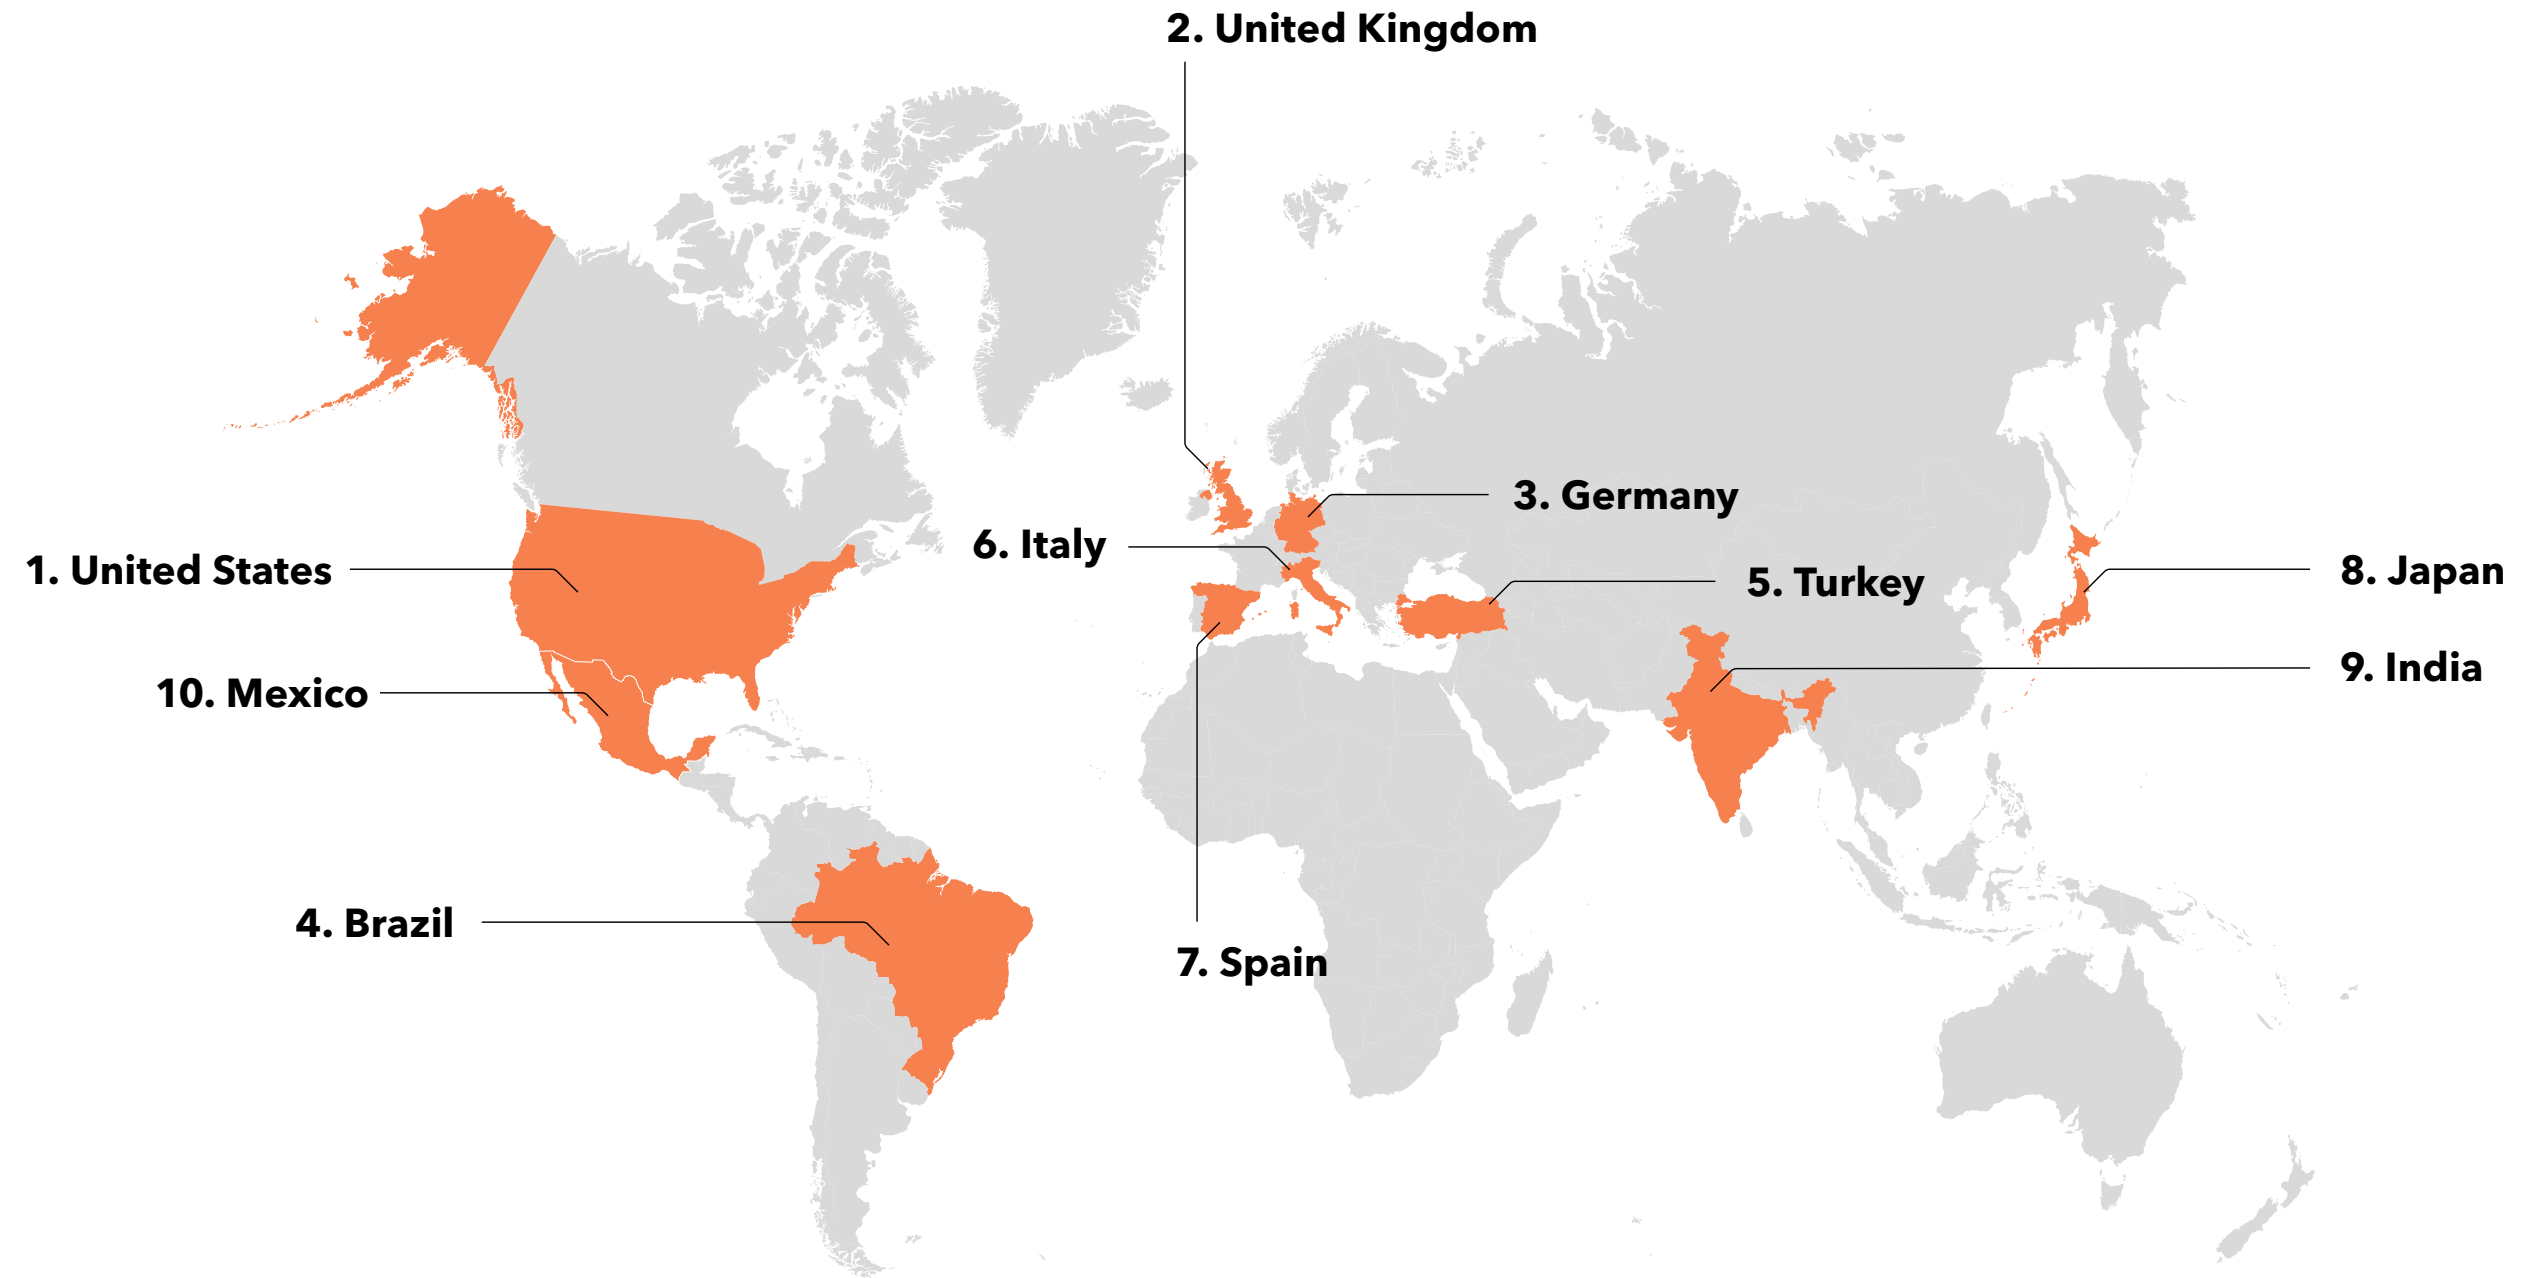 2. United Kingdom
3. Germany
6. Italy
1. United States
5. Turkey
8. Japan
9. India
10. Mexico
4. Brazil
7. Spain